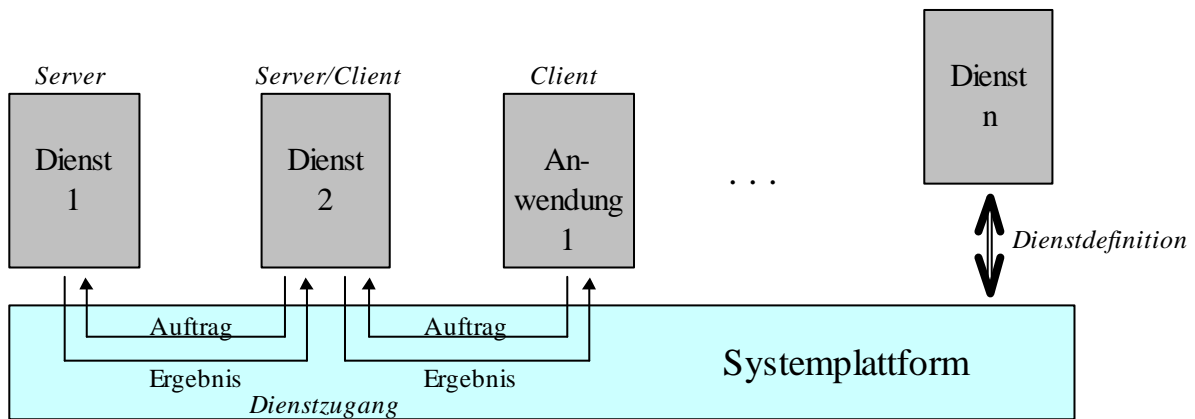 Server
Server/Client
Client
Dienst
1
Dienst
2
An-
wendung
1
. . .
Dienst
n
Dienstdefinition
Auftrag
Auftrag
Ergebnis
Ergebnis
Systemplattform
Dienstzugang